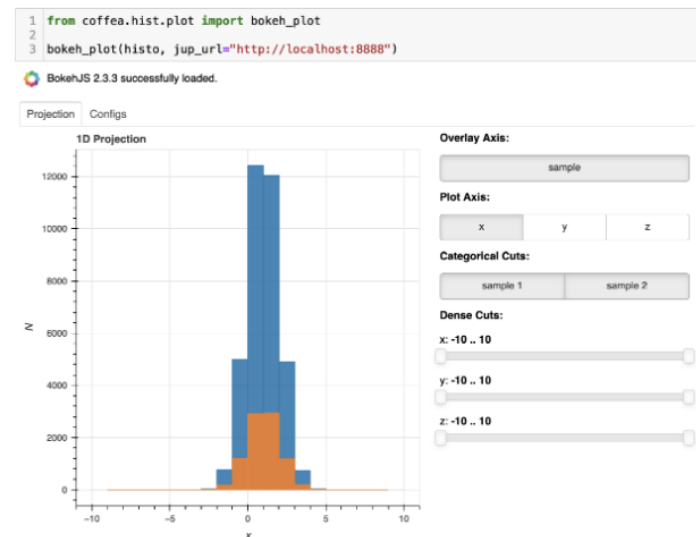 1 from coffea.hist.plot import bokeh_plot
2
3 bokeh_plot(histo, jup_url="http://localhost:8888")
BokehJS 2.3.3 successfully loaded.
Projection Configs
1D Projection
12000
10000
8000
6000
4000
2000
0
N
−10 −5 0 5 10
x
Overlay Axis:
sample
Plot Axis:
x y z
Categorical Cuts:
sample 1 sample 2
Dense Cuts:
x: -10 .. 10
y: -10 .. 10
z: -10 .. 10